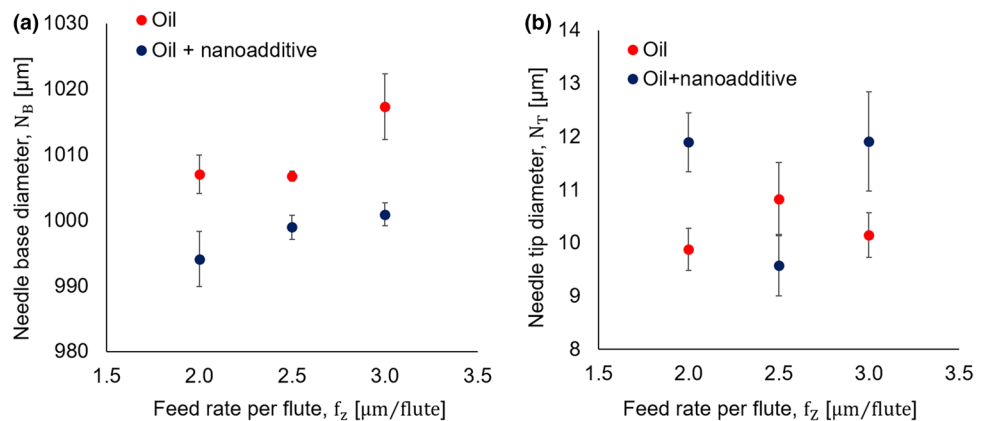 (a)
Needle base diameter, N_B [μm]
1030
1020
1010
1000
990
980
Oil
Oil + nanoadditive
1.5 2.0 2.5 3.0 3.5
Feed rate per flute, f_z [μm/flute]
(b)
Needle tip diameter, N_T [μm]
14
13
12
11
10
9
8
Oil
Oil+nanoadditive
1.5 2.0 2.5 3.0 3.5
Feed rate per flute, f_Z [μm/flute]